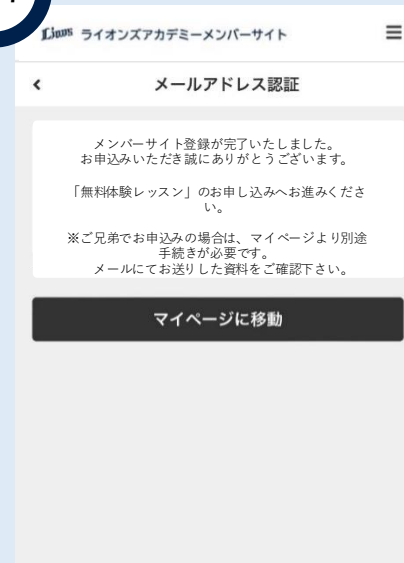 Lions ライオンズアカデミーメンバーサイト
メールアドレス認証
メンバーサイト登録が完了いたしました。
お申込みいただき誠にありがとうございます。
「無料体験レッスン」のお申し込みへお進みくださ
い。
※ご兄弟でお申込みの場合は、マイページより別途
手続きが必要です。
メールにてお送りした資料をご確認下さい。
マイページに移動